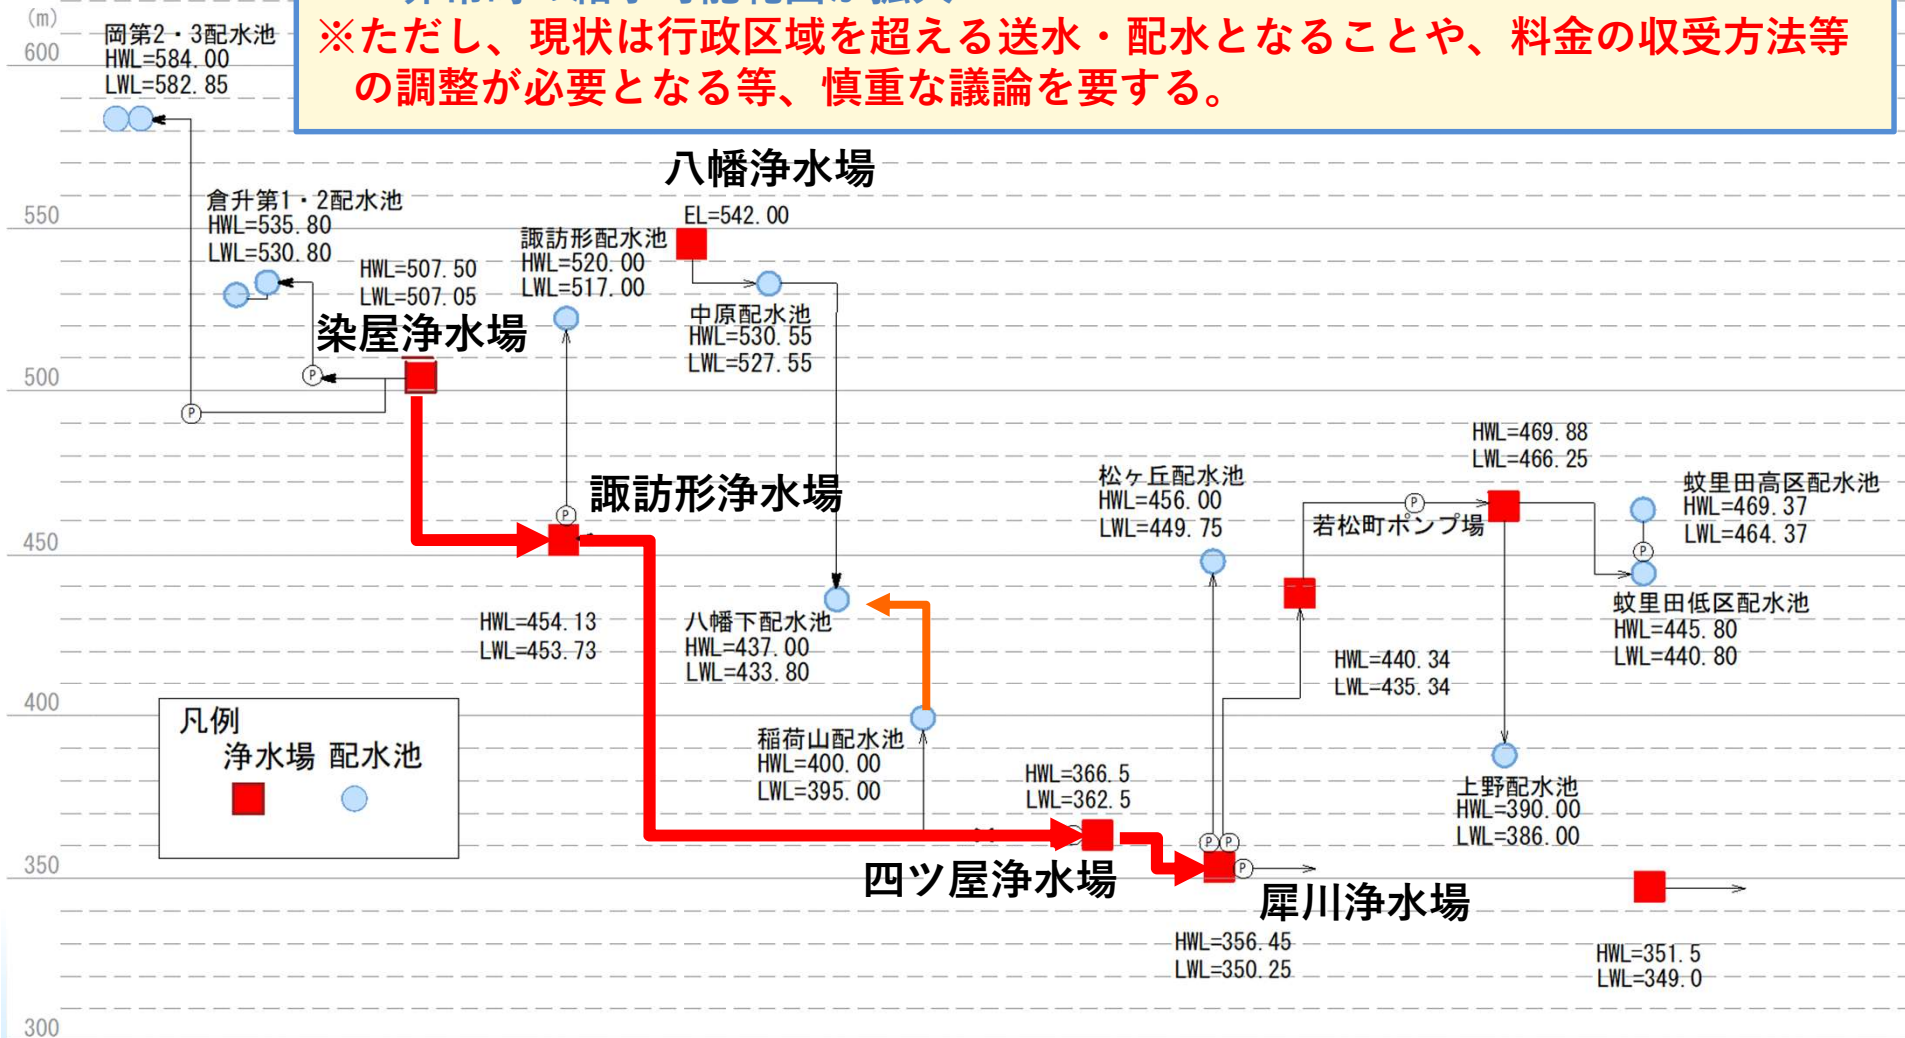 ※ただし、現状は行政区域を超える送水・配水となることや、料金の収受方法等
の調整が必要となる等、慎重な議論を要する。
(m)
600
550
500
450
400
350
300
岡第2・3配水池
HWL=584.00
LWL=582.85
倉升第1・2配水池
HWL=535.80
LWL=530.80
HWL=507.50
LWL=507.05
染屋浄水場
諏訪形配水池
HWL=520.00
LWL=517.00
八幡浄水場
EL=542.00
中原配水池
HWL=530.55
LWL=527.55
P
P
P
諏訪形浄水場
HWL=454.13
LWL=453.73
八幡下配水池
HWL=437.00
LWL=433.80
稲荷山配水池
HWL=400.00
LWL=395.00
HWL=366.5
LWL=362.5
四ツ屋浄水場
松ヶ丘配水池
HWL=456.00
LWL=449.75
P
P
P
犀川浄水場
HWL=356.45
LWL=350.25
HWL=440.34
LWL=435.34
P
若松町ポンプ場
HWL=469.88
LWL=466.25
蚊里田高区配水池
HWL=469.37
LWL=464.37
P
蚊里田低区配水池
HWL=445.80
LWL=440.80
上野配水池
HWL=390.00
LWL=386.00
HWL=351.5
LWL=349.0
凡例
浄水場 配水池